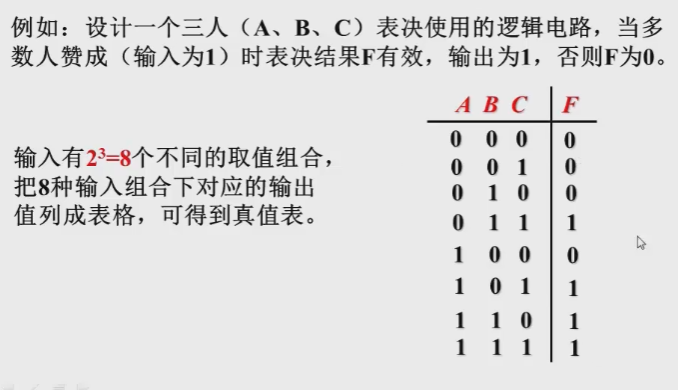 例如：设计一个三人（A、B、C）表决使用的逻辑电路，当多
数人赞成（输入为1）时表决结果F有效，输出为1，否则F为0。
输入有2³=8个不同的取值组合，
把8种输入组合下对应的输出
值列成表格，可得到真值表。
A B C F
0 0 0 0
0 0 1 0
0 1 0 0
0 1 1 1
1 0 0 0
1 0 1 1
1 1 0 1
1 1 1 1